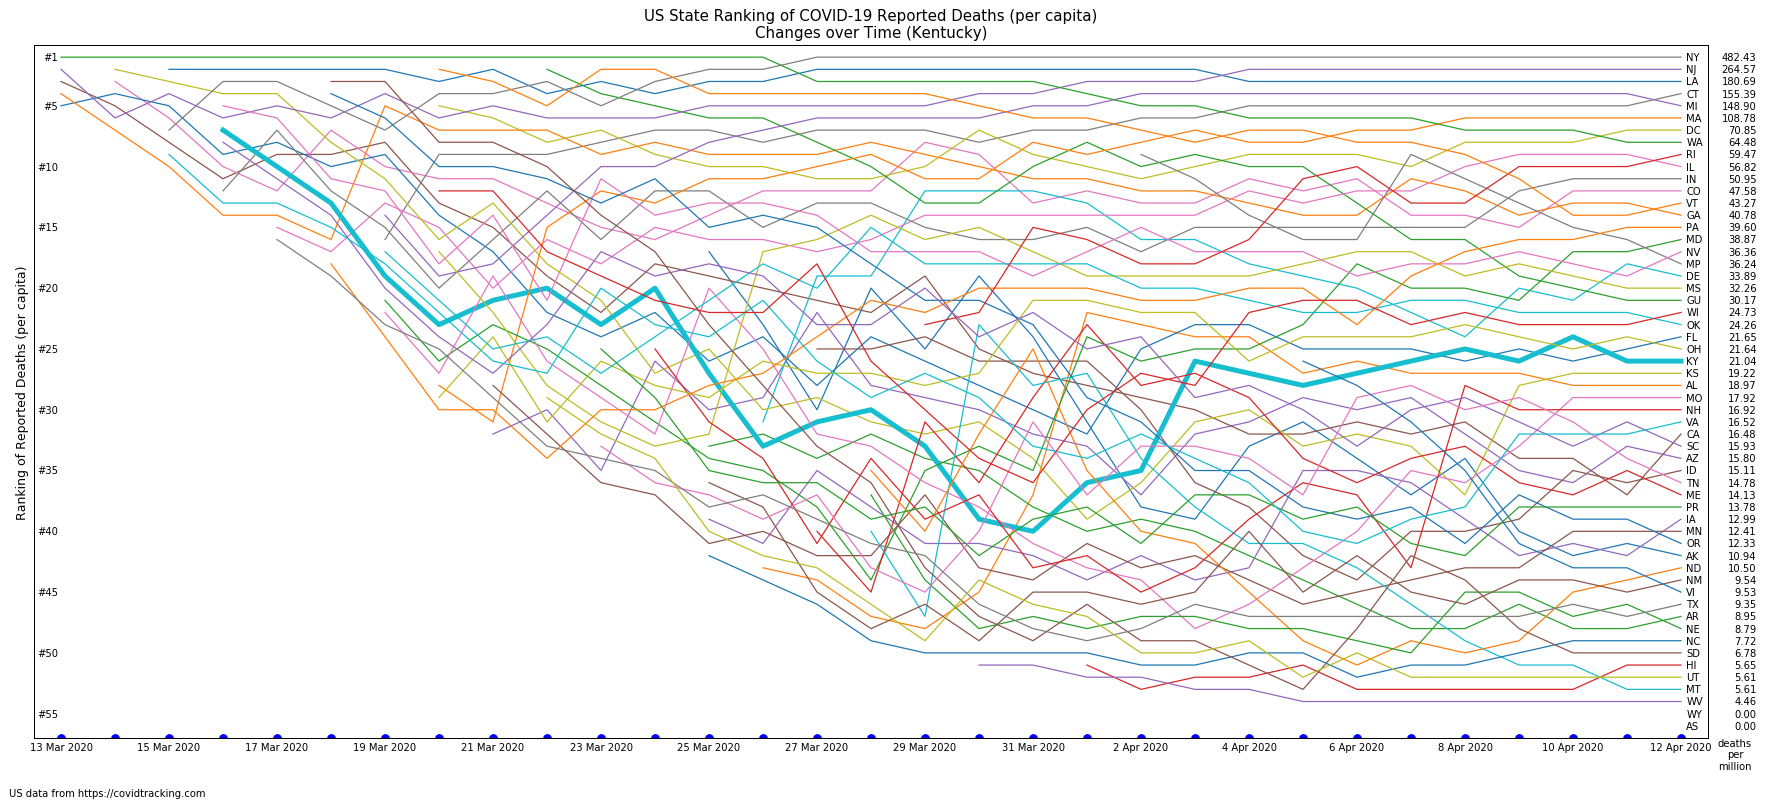 US State Ranking of COVID-19 Reported Deaths (per capita)
Changes over Time (Kentucky)
Ranking of Reported Deaths (per capita)
#1
#5
#10
#15
#20
#25
#30
#35
#40
#45
#50
#55
NY 482.43
NJ 264.57
LA 180.69
CT 155.39
MI 148.90
MA 108.78
DC 70.85
WA 64.48
RI 59.47
IL 56.82
IN 50.95
CO 47.58
VT 43.27
GA 40.78
PA 39.60
MD 38.87
NV 36.36
MP 36.24
DE 33.89
MS 32.26
GU 30.17
WI 24.73
OK 24.26
FL 21.65
OH 21.64
KY 21.04
KS 19.22
AL 18.97
MO 17.92
NH 16.92
VA 16.52
CA 16.48
SC 15.93
AZ 15.80
ID 15.11
TN 14.78
ME 14.13
PR 13.78
IA 12.99
MN 12.41
OR 12.33
AK 10.94
ND 10.50
NM 9.54
VI 9.53
TX 9.35
AR 8.95
NE 8.79
NC 7.72
SD 6.78
HI 5.65
UT 5.61
MT 5.61
WV 4.46
WY 0.00
AS 0.00
13 Mar 2020 15 Mar 2020 17 Mar 2020 19 Mar 2020 21 Mar 2020 23 Mar 2020 25 Mar 2020 27 Mar 2020 29 Mar 2020 31 Mar 2020 2 Apr 2020 4 Apr 2020 6 Apr 2020 8 Apr 2020 10 Apr 2020 12 Apr 2020
deaths
per
million
US data from https://covidtracking.com